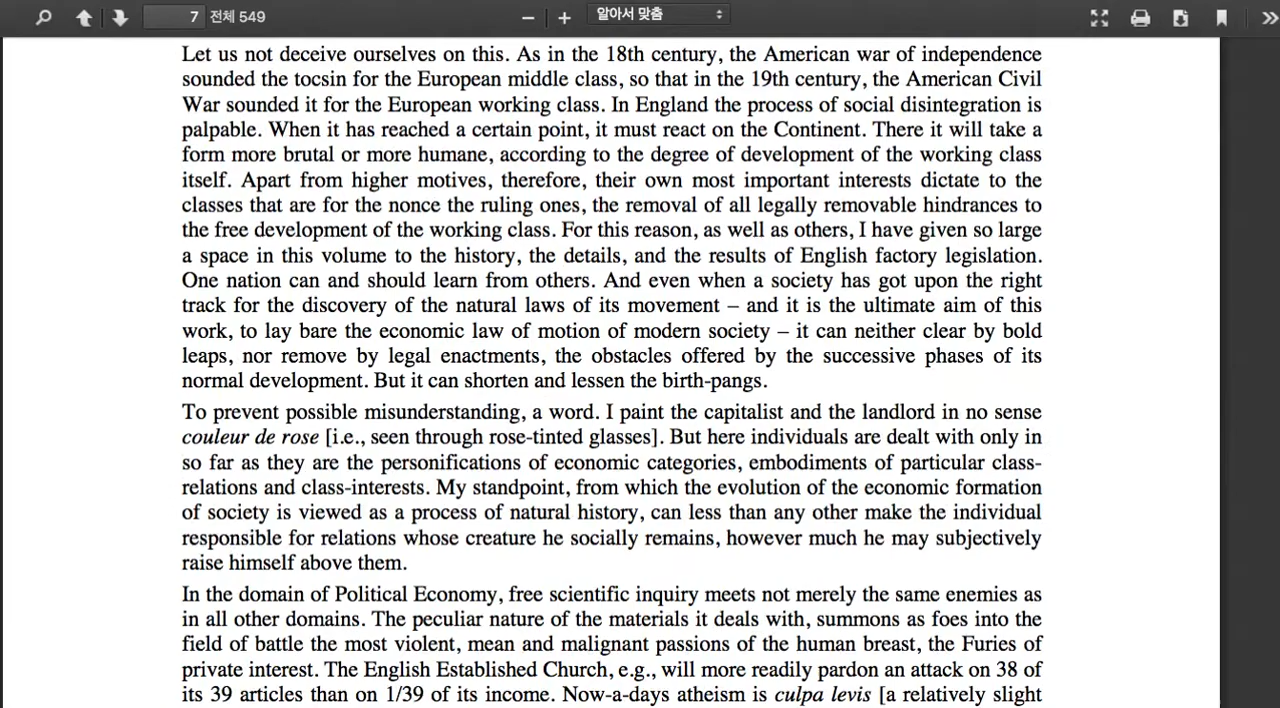 7 전체 549
알아서 맞춤
Let us not deceive ourselves on this. As in the 18th century, the American war of independence
sounded the tocsin for the European middle class, so that in the 19th century, the American Civil
War sounded it for the European working class. In England the process of social disintegration is
palpable. When it has reached a certain point, it must react on the Continent. There it will take a
form more brutal or more humane, according to the degree of development of the working class
itself. Apart from higher motives, therefore, their own most important interests dictate to the
classes that are for the nonce the ruling ones, the removal of all legally removable hindrances to
the free development of the working class. For this reason, as well as others, I have given so large
a space in this volume to the history, the details, and the results of English factory legislation.
One nation can and should learn from others. And even when a society has got upon the right
track for the discovery of the natural laws of its movement – and it is the ultimate aim of this
work, to lay bare the economic law of motion of modern society – it can neither clear by bold
leaps, nor remove by legal enactments, the obstacles offered by the successive phases of its
normal development. But it can shorten and lessen the birth-pangs.
To prevent possible misunderstanding, a word. I paint the capitalist and the landlord in no sense
couleur de rose [i.e., seen through rose-tinted glasses]. But here individuals are dealt with only in
so far as they are the personifications of economic categories, embodiments of particular class-
relations and class-interests. My standpoint, from which the evolution of the economic formation
of society is viewed as a process of natural history, can less than any other make the individual
responsible for relations whose creature he socially remains, however much he may subjectively
raise himself above them.
In the domain of Political Economy, free scientific inquiry meets not merely the same enemies as
in all other domains. The peculiar nature of the materials it deals with, summons as foes into the
field of battle the most violent, mean and malignant passions of the human breast, the Furies of
private interest. The English Established Church, e.g., will more readily pardon an attack on 38 of
its 39 articles than on 1/39 of its income. Now-a-days atheism is culpa levis [a relatively slight